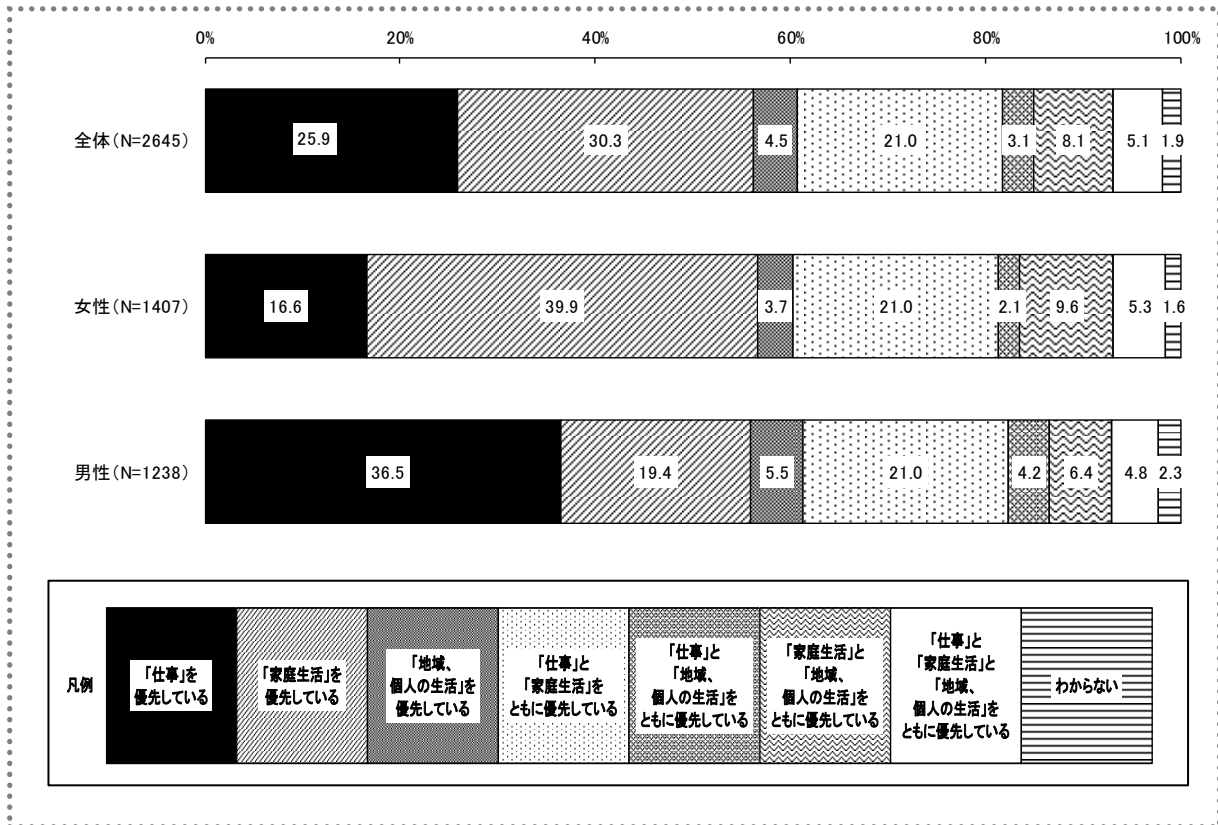 0% 20% 40% 60% 80% 100%
全体(N=2645) 25.9 30.3 4.5 21.0 3.1 8.1 5.1 1.9
女性(N=1407) 16.6 39.9 3.7 21.0 2.1 9.6 5.3 1.6
男性(N=1238) 36.5 19.4 5.5 21.0 4.2 6.4 4.8 2.3
凡例
「仕事」を
優先している
「家庭生活」を
優先している
「地域、
個人の生活」を
優先している
「仕事」と
「家庭生活」を
ともに優先している
「仕事」と
「地域、
個人の生活」を
ともに優先している
「家庭生活」と
「地域、
個人の生活」を
ともに優先している
「仕事」と
「家庭生活」と
「地域、
個人の生活」を
ともに優先している
わからない